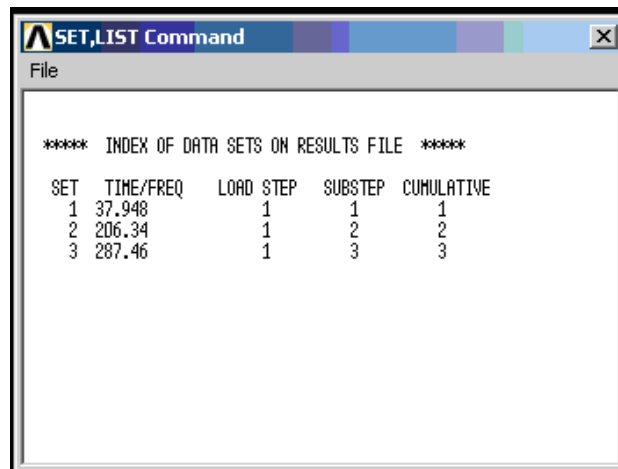 SET,LIST Command
File
***** INDEX OF DATA SETS ON RESULTS FILE *****
SET TIME/FREQ LOAD STEP SUBSTEP CUMULATIVE
1 37.948 1 1 1
2 206.34 1 2 2
3 287.46 1 3 3